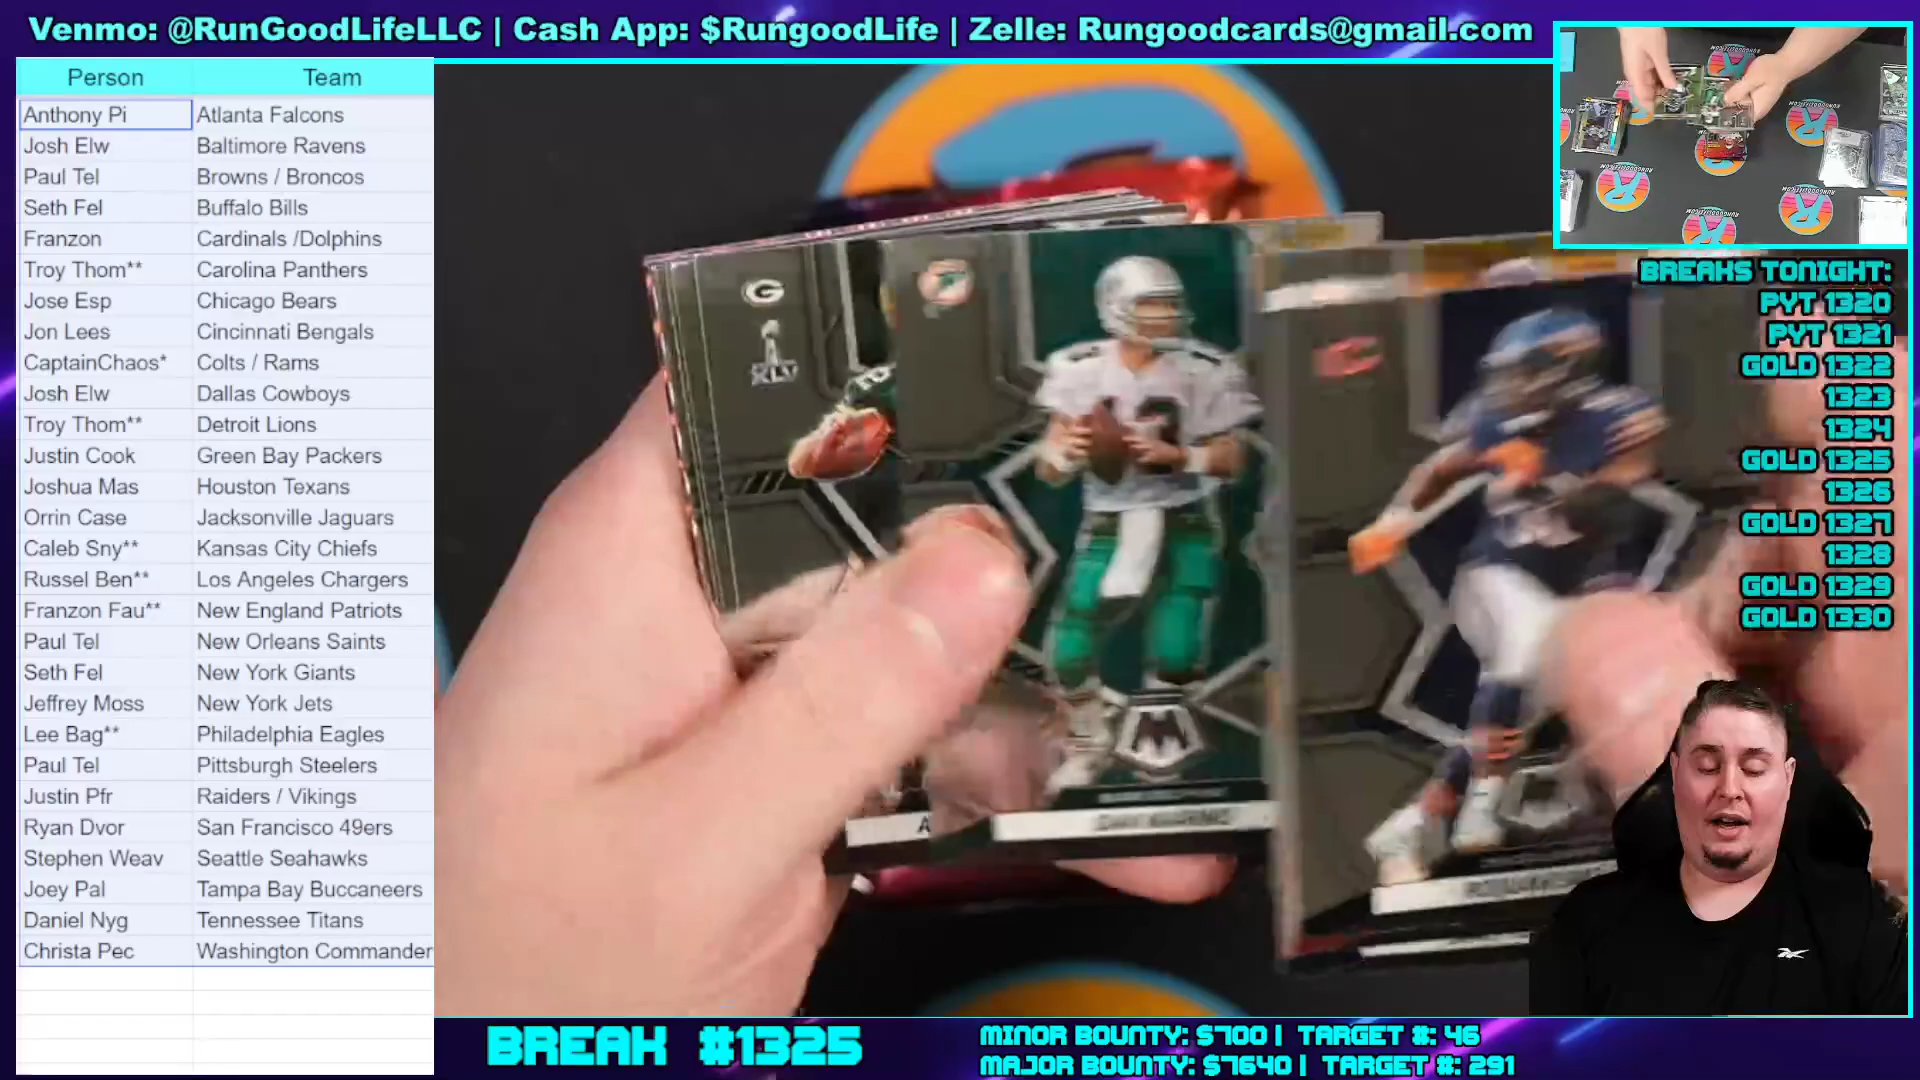 Venmo: @RunGoodLifeLLC | Cash App: $RungoodLife | Zelle: Rungoodcards@gmail.com
Person Team
Anthony Pi Atlanta Falcons
Josh Elw Baltimore Ravens
Paul Tel Browns / Broncos
Seth Fel Buffalo Bills
Franzon Cardinals /Dolphins
Troy Thom** Carolina Panthers
Jose Esp Chicago Bears
Jon Lees Cincinnati Bengals
CaptainChaos* Colts / Rams
Josh Elw Dallas Cowboys
Troy Thom** Detroit Lions
Justin Cook Green Bay Packers
Joshua Mas Houston Texans
Orrin Case Jacksonville Jaguars
Caleb Sny** Kansas City Chiefs
Russel Ben** Los Angeles Chargers
Franzon Fau** New England Patriots
Paul Tel New Orleans Saints
Seth Fel New York Giants
Jeffrey Moss New York Jets
Lee Bag** Philadelphia Eagles
Paul Tel Pittsburgh Steelers
Justin Pfr Raiders / Vikings
Ryan Dvor San Francisco 49ers
Stephen Weav Seattle Seahawks
Joey Pal Tampa Bay Buccaneers
Daniel Nyg Tennessee Titans
Christa Pec Washington Commander
G
XLV
13
M
DAN MARINO
BREAKS TONIGHT:
PYT 1320
PYT 1321
GOLD 1322
1323
1324
GOLD 1325
1326
GOLD 1327
1328
GOLD 1329
GOLD 1330
BREAK #1325
MINOR BOUNTY: $700 | TARGET #: 46
MAJOR BOUNTY: $7640 | TARGET #: 291